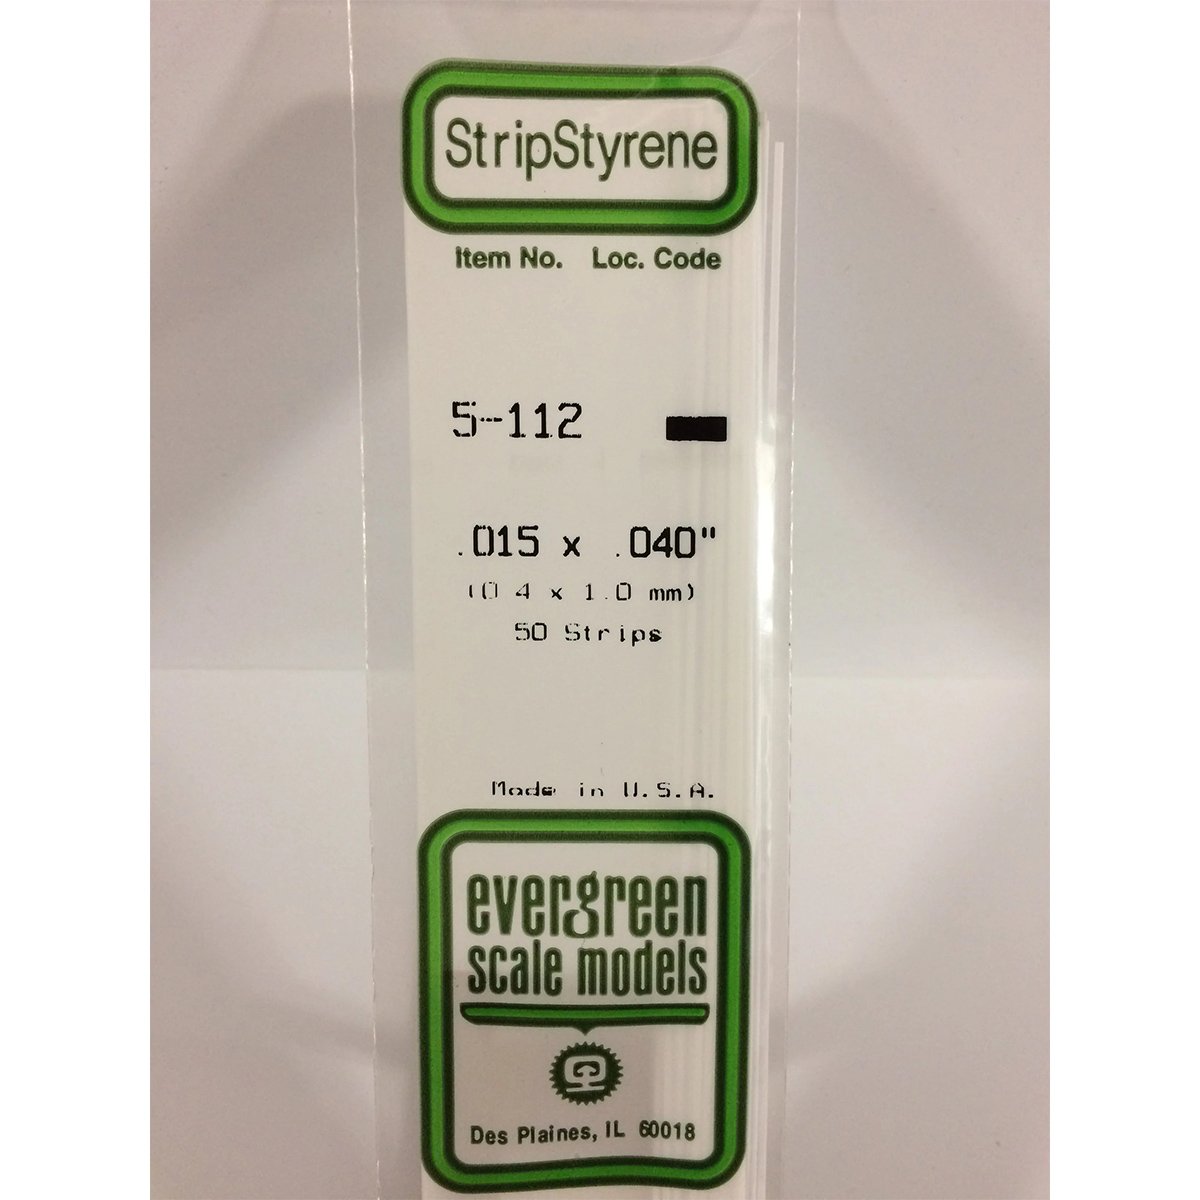 StripStyrene
Item No. Loc. Code
5-112
.015 x .040"
(0.4 x 1.0 mm)
50 Strips
Made in U.S.A.
evergreen
scale models
Des Plaines, IL 60018